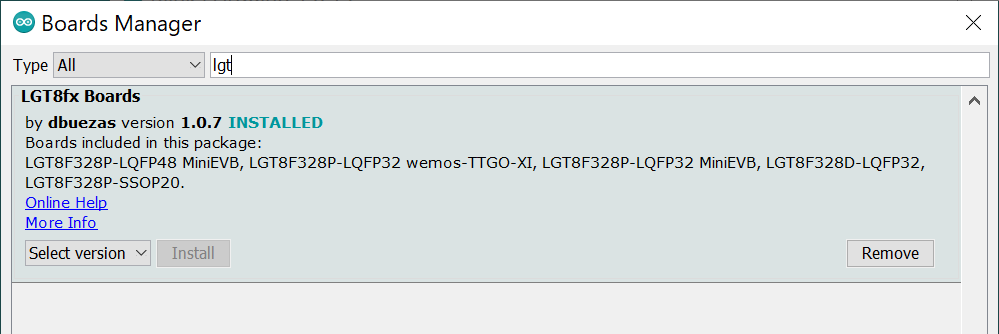 Boards Manager
Type All lgt
LGT8fx Boards
by dbuezas version 1.0.7 INSTALLED
Boards included in this package:
LGT8F328P-LQFP48 MiniEVB, LGT8F328P-LQFP32 wemos-TTGO-XI, LGT8F328P-LQFP32 MiniEVB, LGT8F328D-LQFP32,
LGT8F328P-SSOP20.
Online Help
More Info
Select version Install Remove